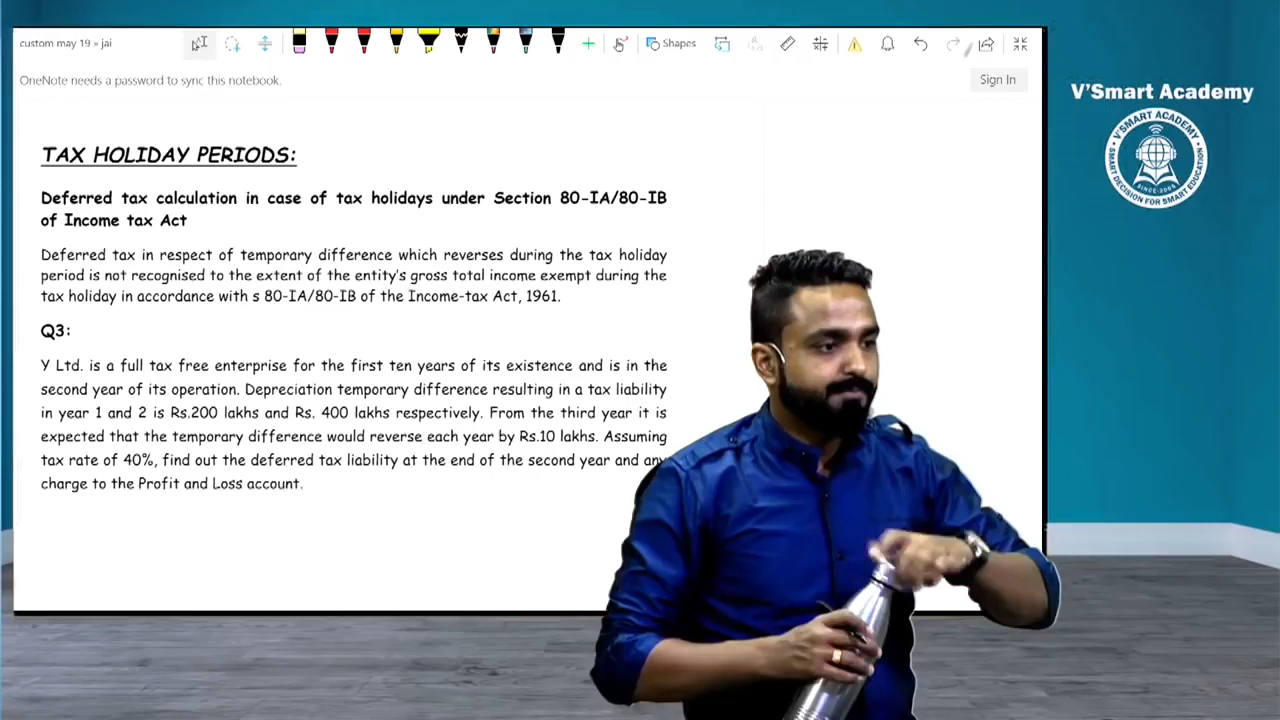 custom may 19 » jai
Shapes
OneNote needs a password to sync this notebook.
Sign In
V'Smart Academy
V'SMART ACADEMY
SINCE-2005
SMART DECISION FOR SMART EDUCATION
TAX HOLIDAY PERIODS:
Deferred tax calculation in case of tax holidays under Section 80-IA/80-IB
of Income tax Act
Deferred tax in respect of temporary difference which reverses during the tax holiday
period is not recognised to the extent of the entity's gross total income exempt during the
tax holiday in accordance with s 80-IA/80-IB of the Income-tax Act, 1961.
Q3:
Y Ltd. is a full tax free enterprise for the first ten years of its existence and is in the
second year of its operation. Depreciation temporary difference resulting in a tax liability
in year 1 and 2 is Rs.200 lakhs and Rs. 400 lakhs respectively. From the third year it is
expected that the temporary difference would reverse each year by Rs.10 lakhs. Assuming
tax rate of 40%, find out the deferred tax liability at the end of the second year and any
charge to the Profit and Loss account.